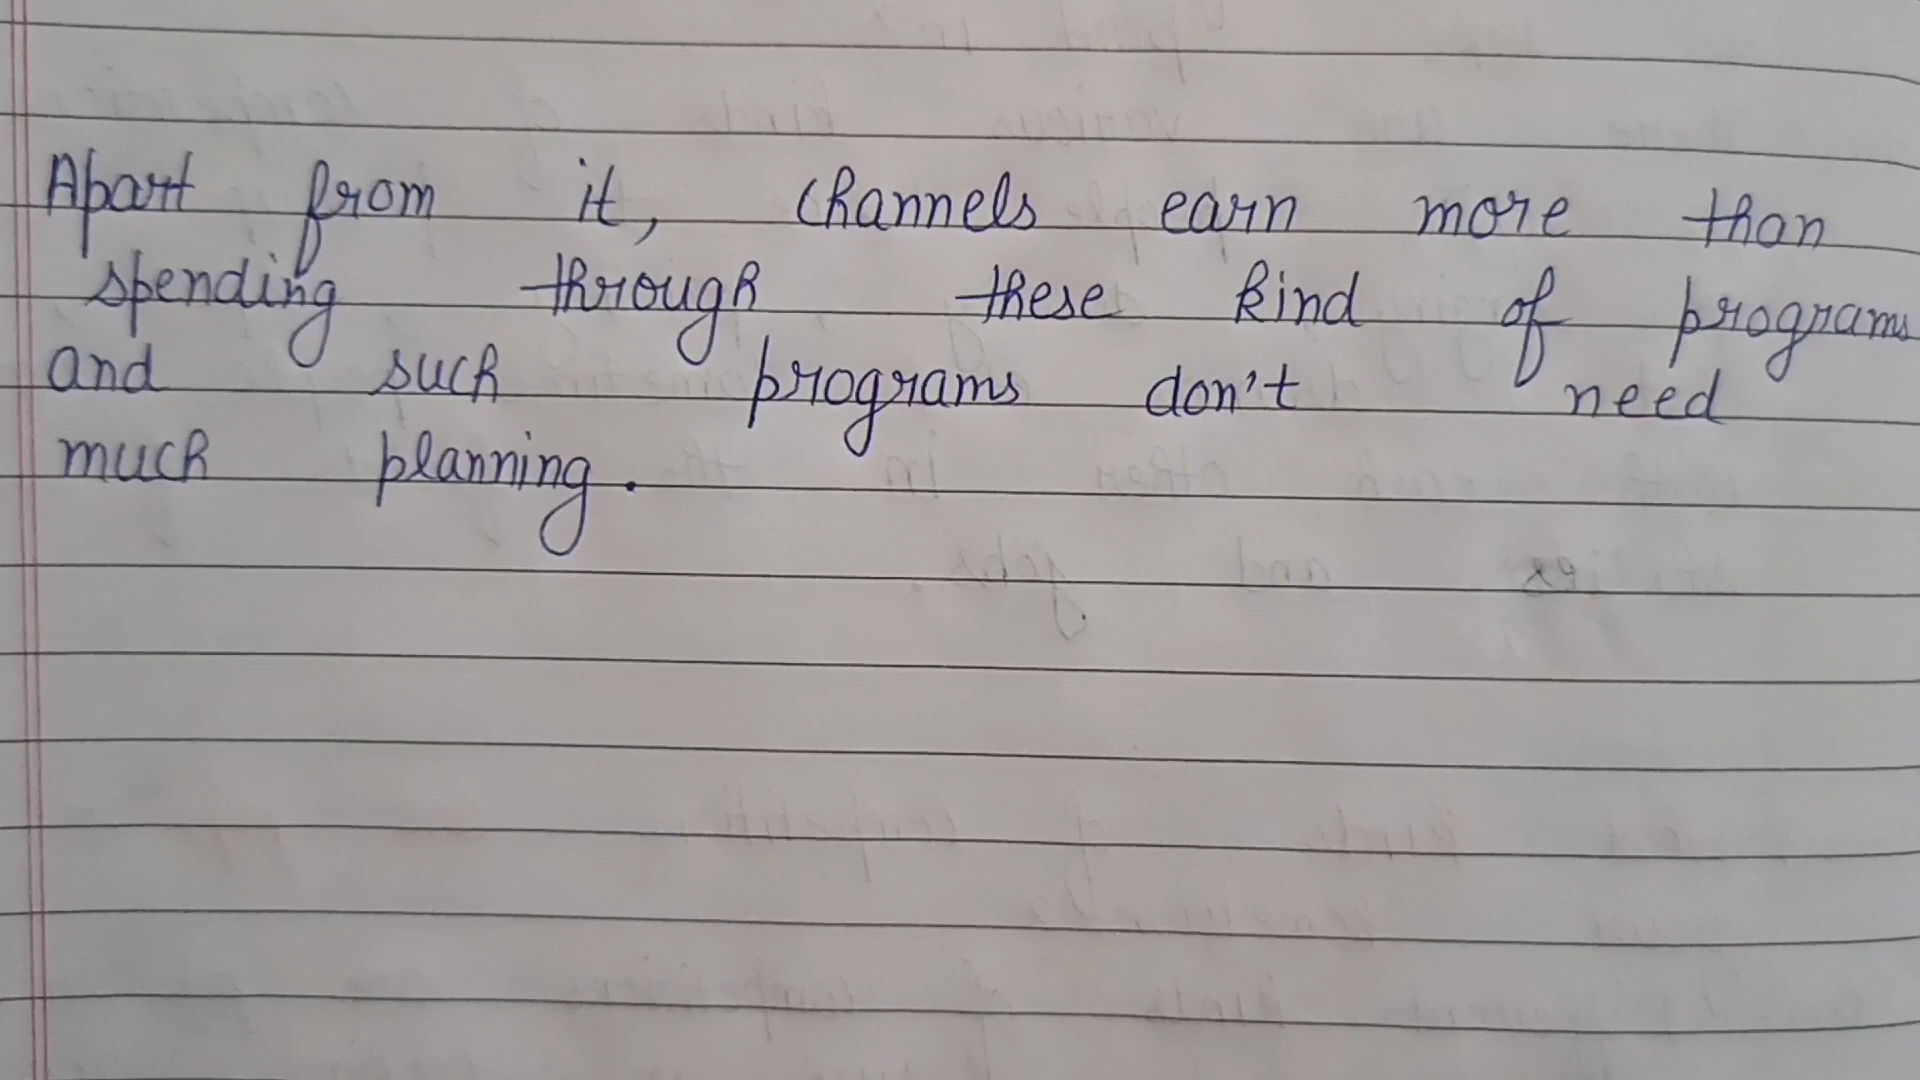 Apart from it, channels earn more than
spending through these kind of programs
and such programs don't need
much planning.